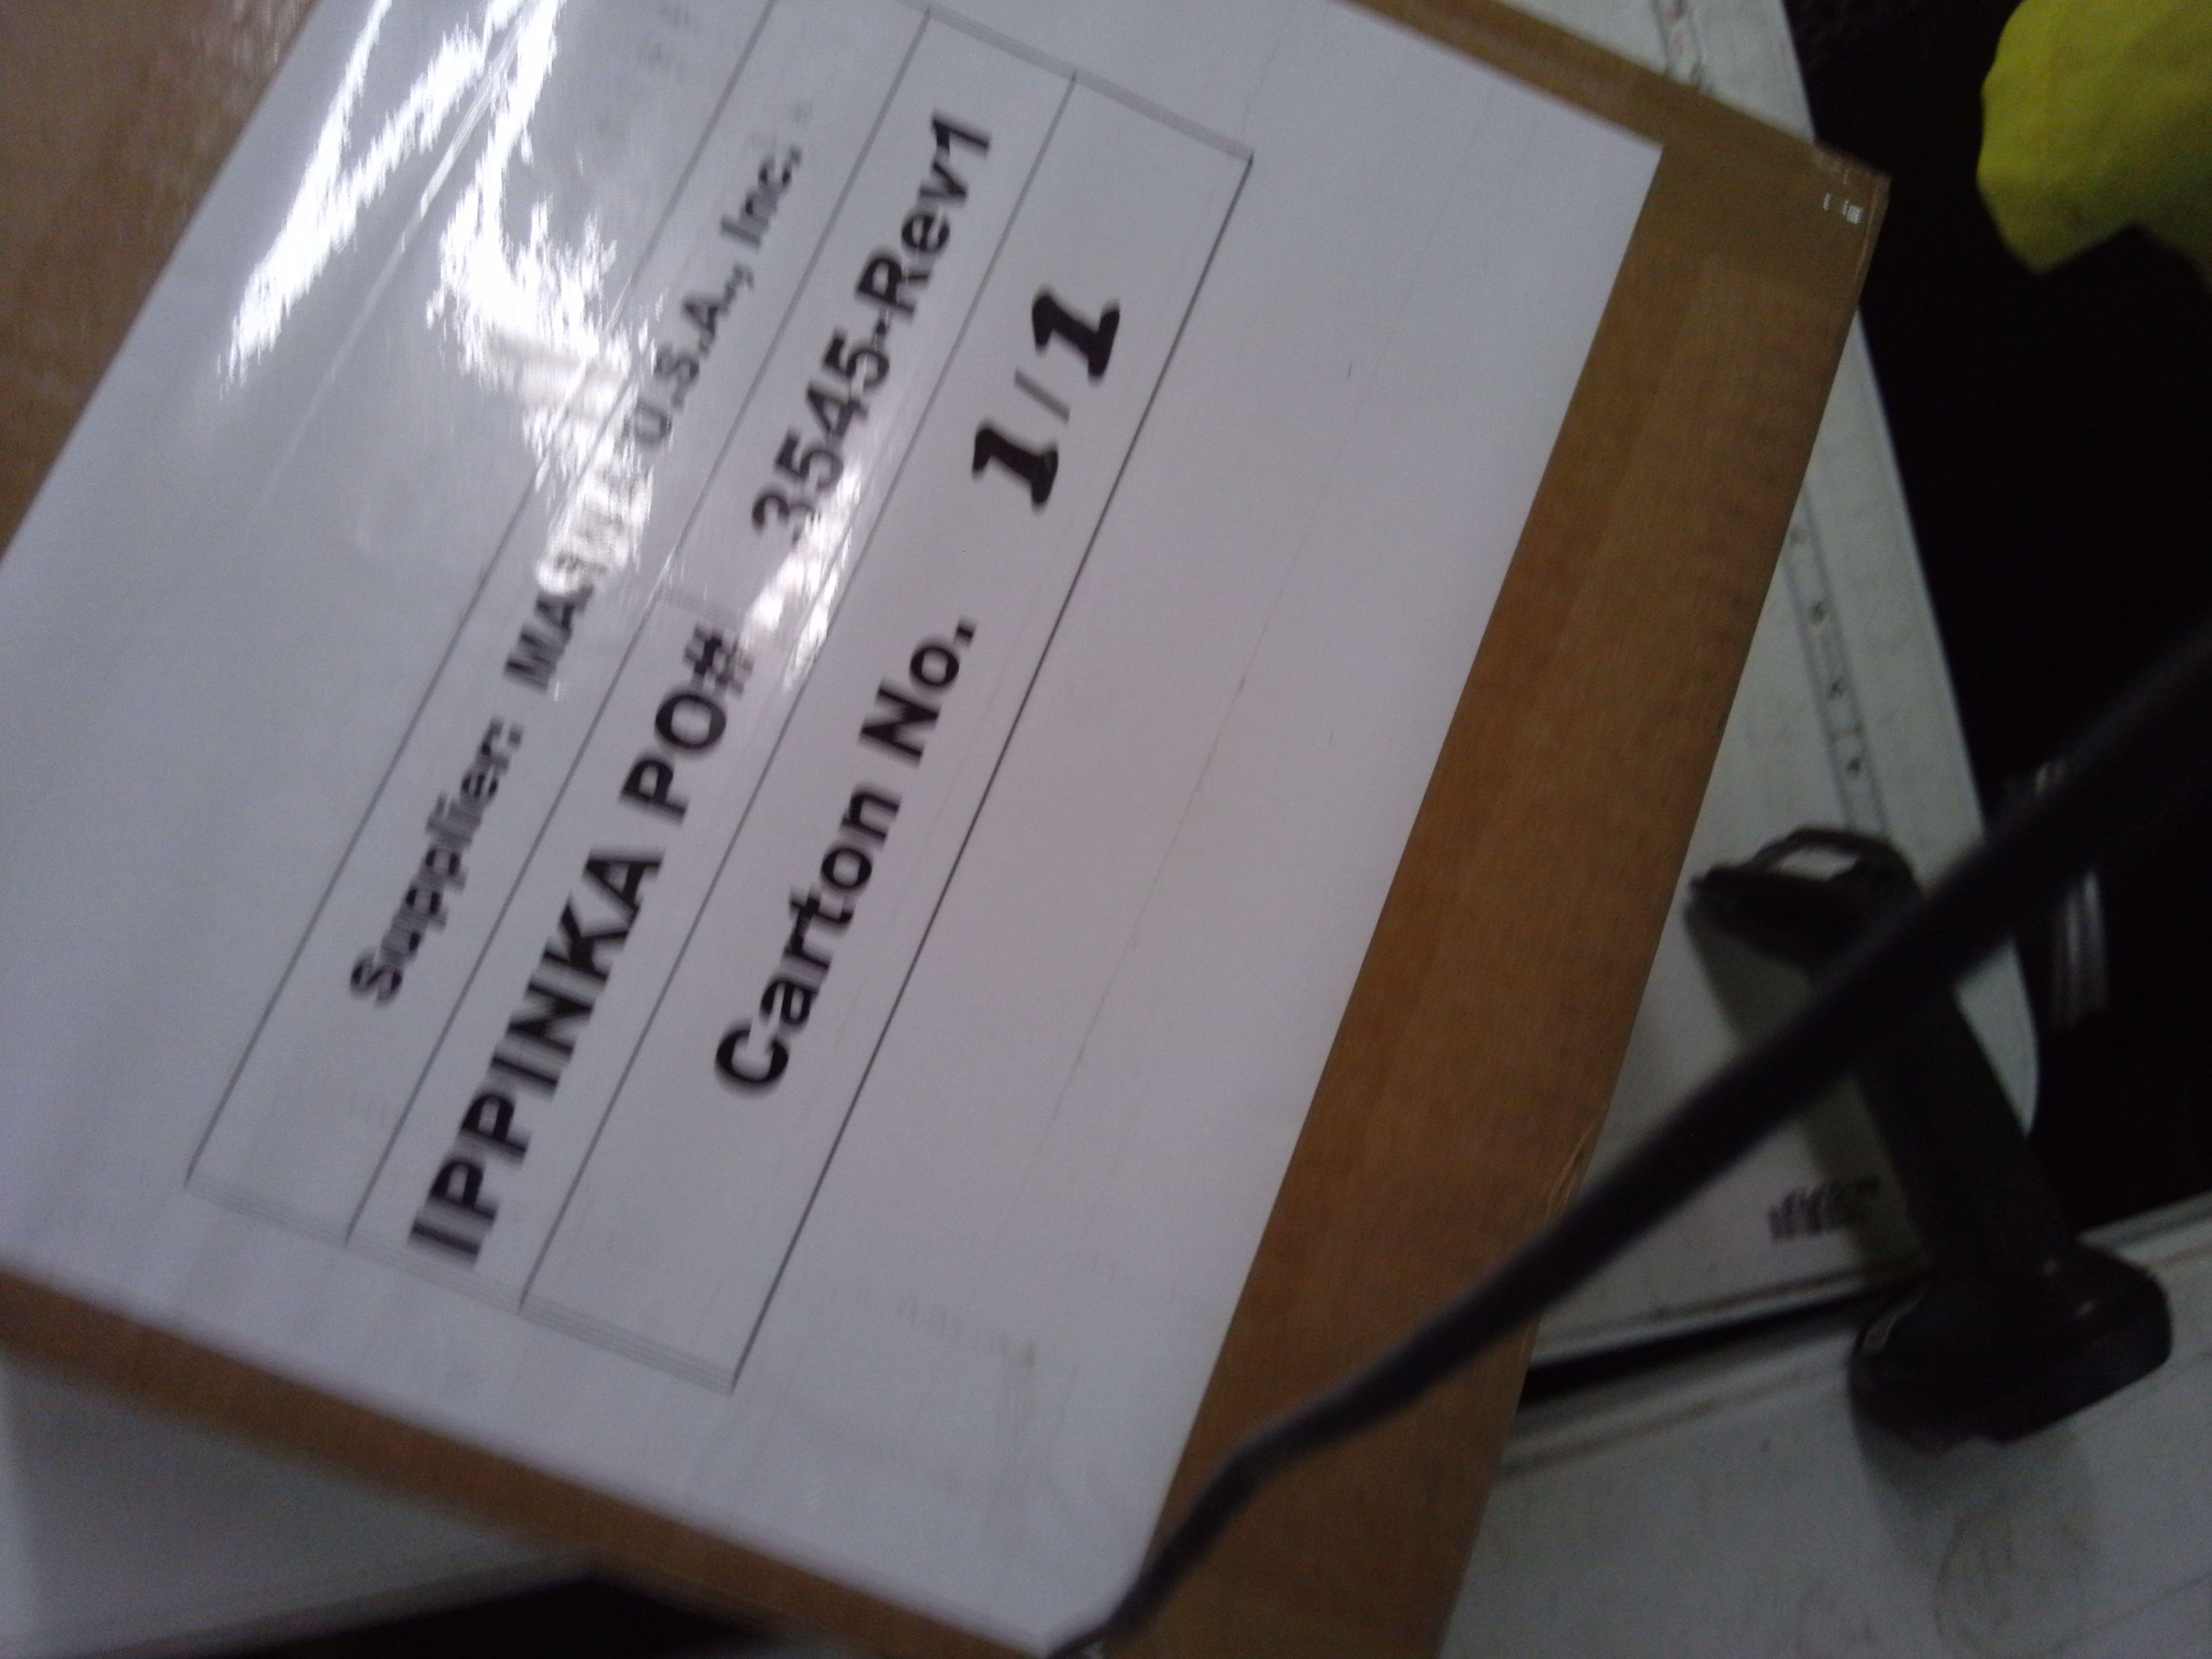 Supplier: U.S.A., Inc.
IPPINKA PO# 3545-Rev1
Carton No. 1/1